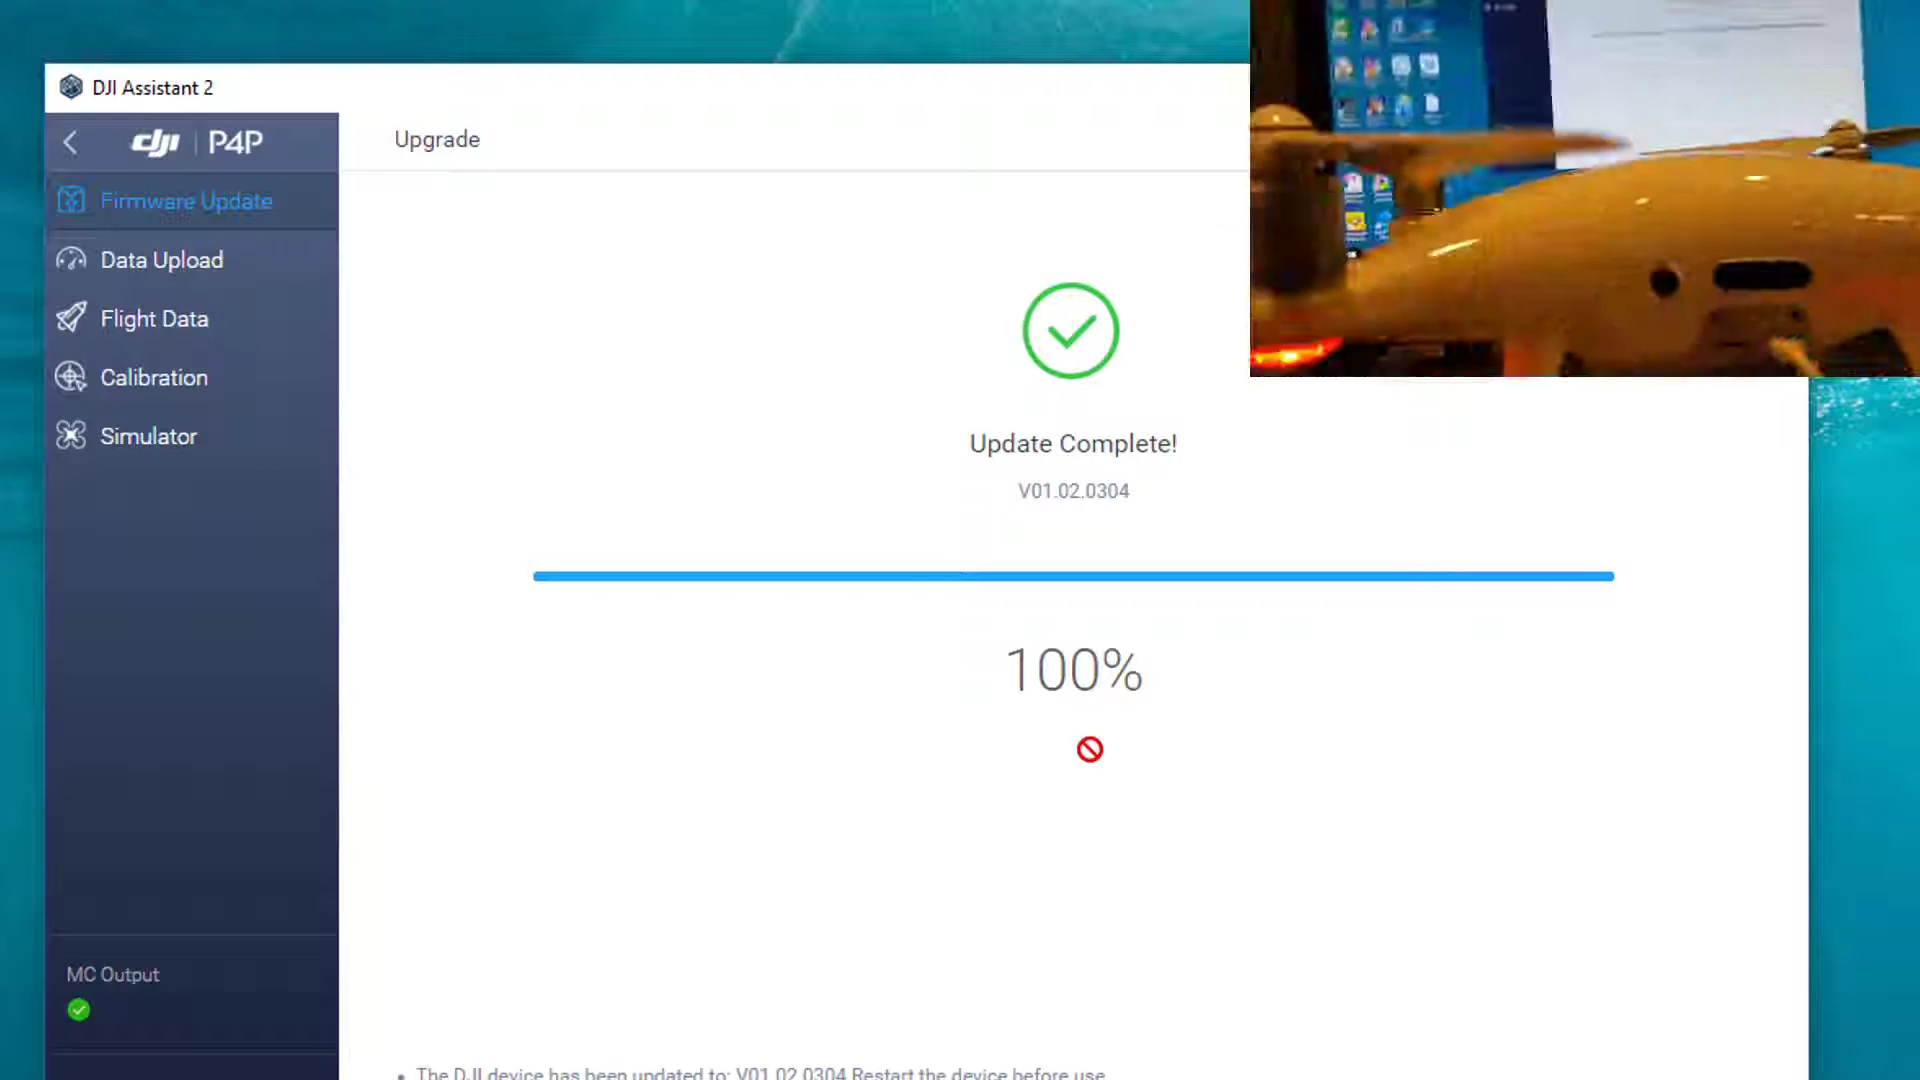 DJI Assistant 2
dji | P4P
Upgrade
Firmware Update
Data Upload
Flight Data
Calibration
Simulator
Update Complete!
V01.02.0304
100%
MC Output
• The DJI device has been updated to: V01.02.0304 Restart the device before use